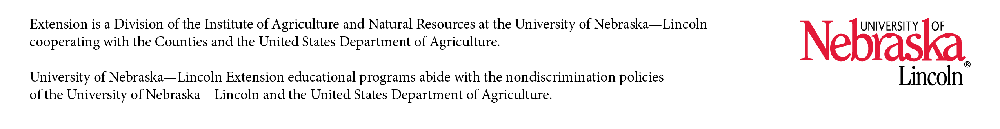 Extension is a Division of the Institute of Agriculture and Natural Resources at the University of Nebraska—Lincoln
cooperating with the Counties and the United States Department of Agriculture.
University of Nebraska—Lincoln Extension educational programs abide with the nondiscrimination policies
of the University of Nebraska—Lincoln and the United States Department of Agriculture.
UNIVERSITY OF
Nebraska
Lincoln®